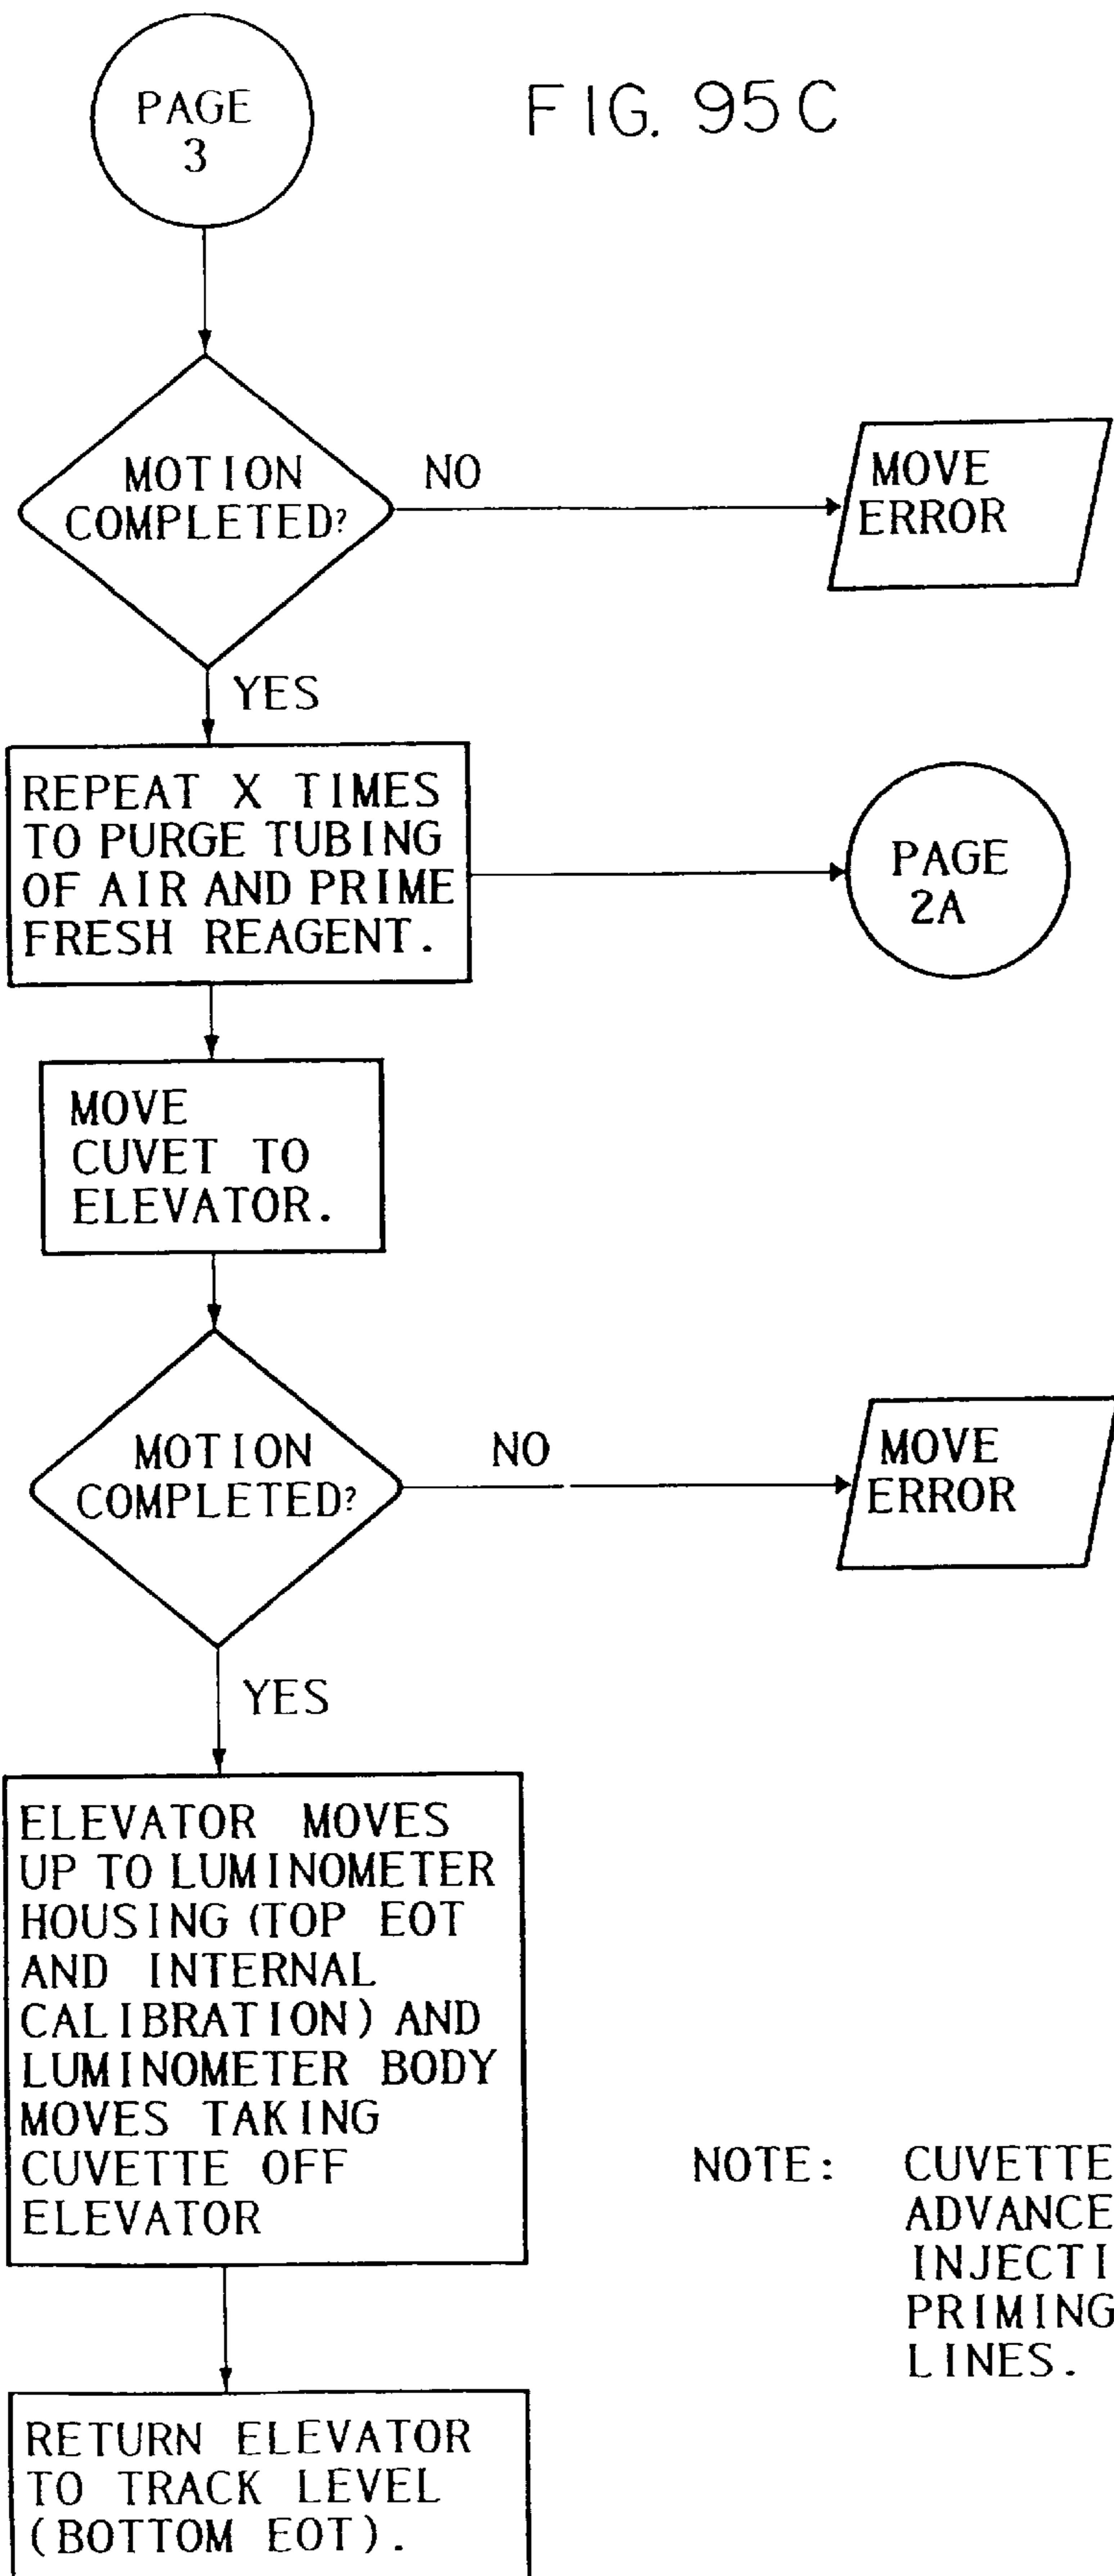 FIG. 95C
PAGE
3
MOTION
COMPLETED?
NO
MOVE
ERROR
YES
REPEAT X TIMES
TO PURGE TUBING
OF AIR AND PRIME
FRESH REAGENT.
PAGE
2A
MOVE
CUVET TO
ELEVATOR.
MOTION
COMPLETED?
NO
MOVE
ERROR
YES
ELEVATOR MOVES
UP TO LUMINOMETER
HOUSING (TOP EOT
AND INTERNAL
CALIBRATION) AND
LUMINOMETER BODY
MOVES TAKING
CUVETTE OFF
ELEVATOR
NOTE: CUVETTE
ADVANCE
PRIMING
LINES.
RETURN ELEVATOR
TO TRACK LEVEL
(BOTTOM EOT).